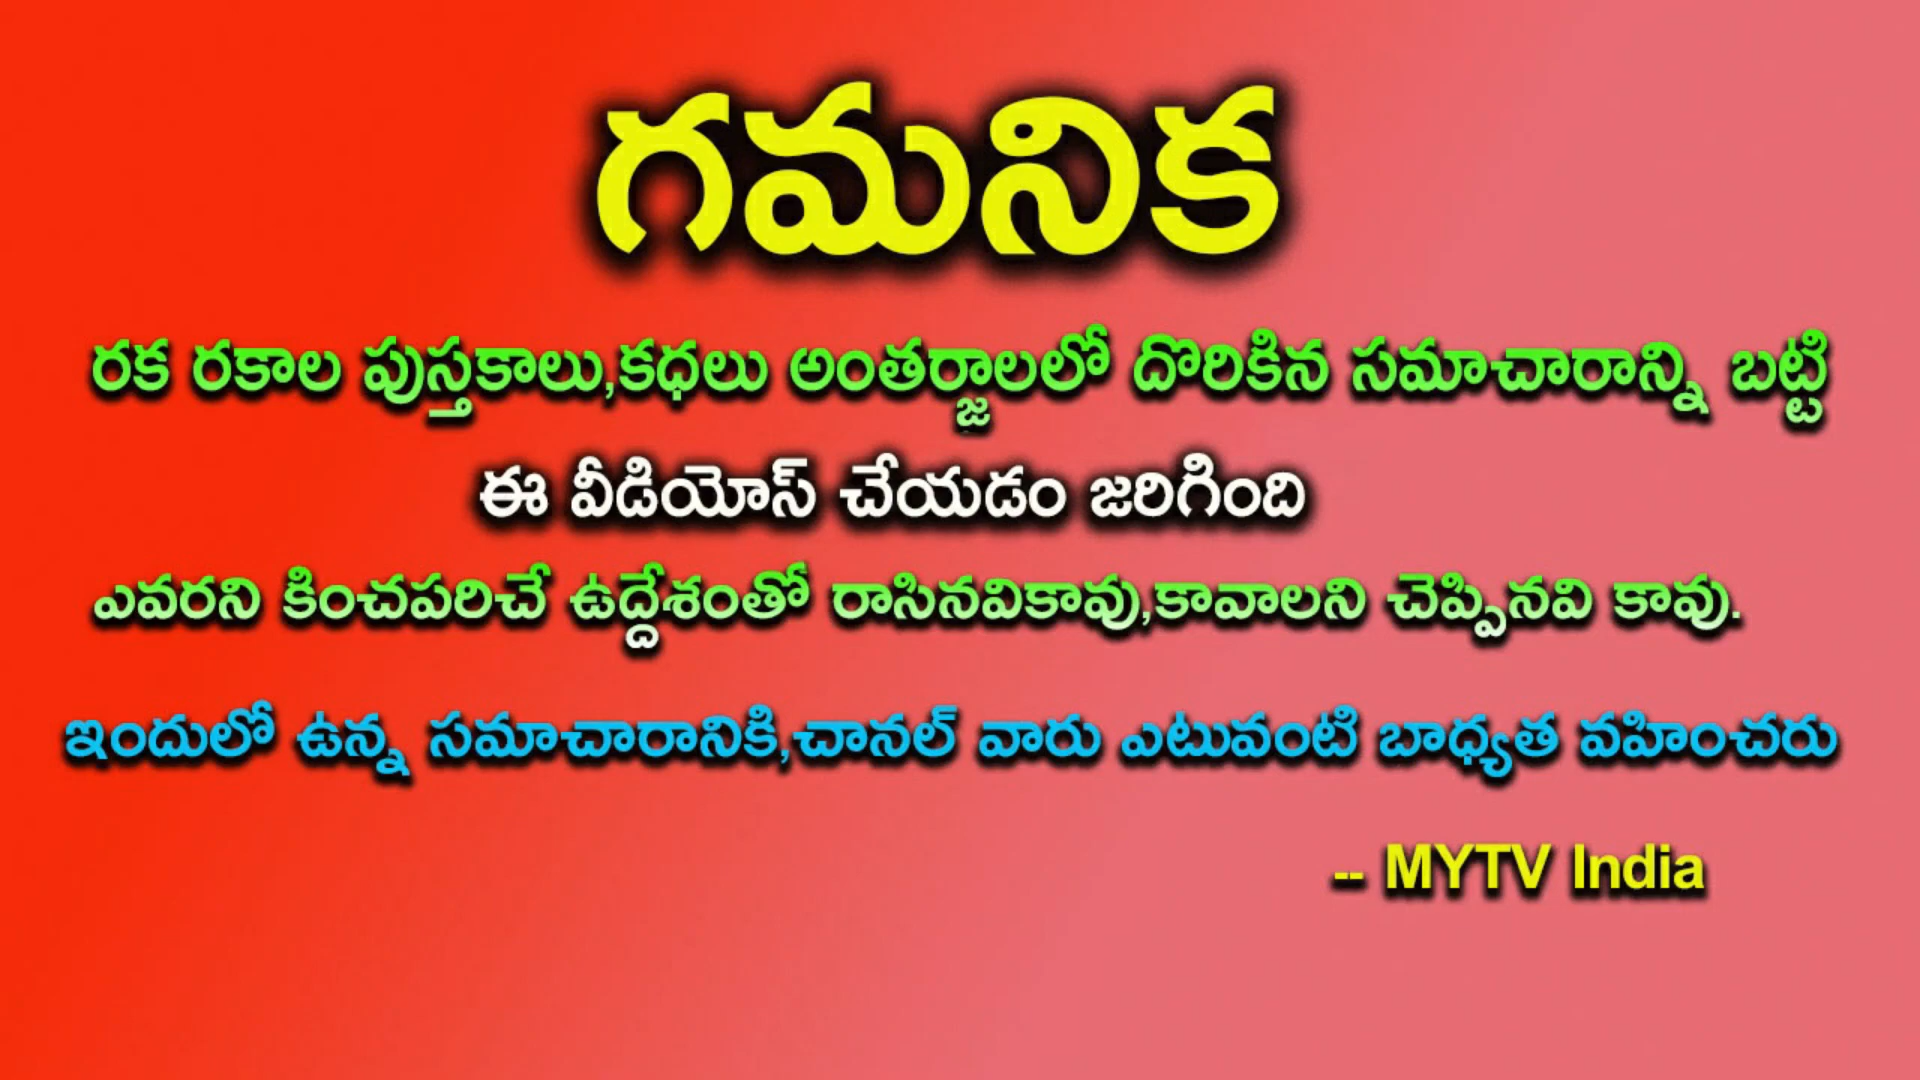 గమనిక
రక రకాల పుస్తకాలు,కధలు అంతర్జాలలో దొరికిన సమాచారాన్ని బట్టి
ఈ వీడియోస్ చేయడం జరిగింది
ఎవరని కించపరిచే ఉద్దేశంతో రాసినవికావు,కావాలని చెప్పినవి కావు.
ఇందులో ఉన్న సమాచారానికి,చానల్ వారు ఎటువంటి బాధ్యత వహించరు
-- MYTV India